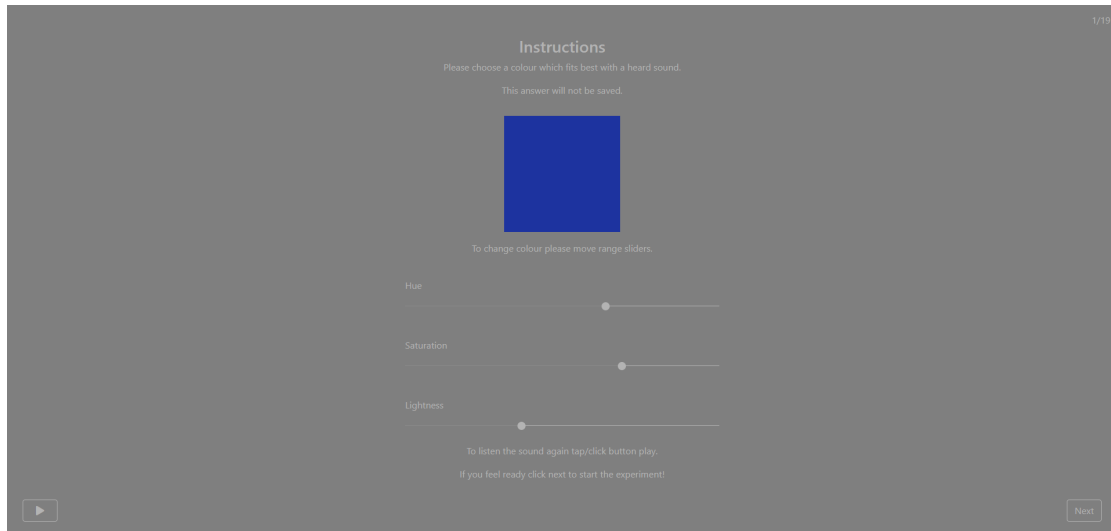 1/19
Instructions
Please choose a colour which fits best with a heard sound.
This answer will not be saved.
To change colour please move range sliders.
Hue
Saturation
Lightness
To listen the sound again tap/click button play.
If you feel ready click next to start the experiment!
Next